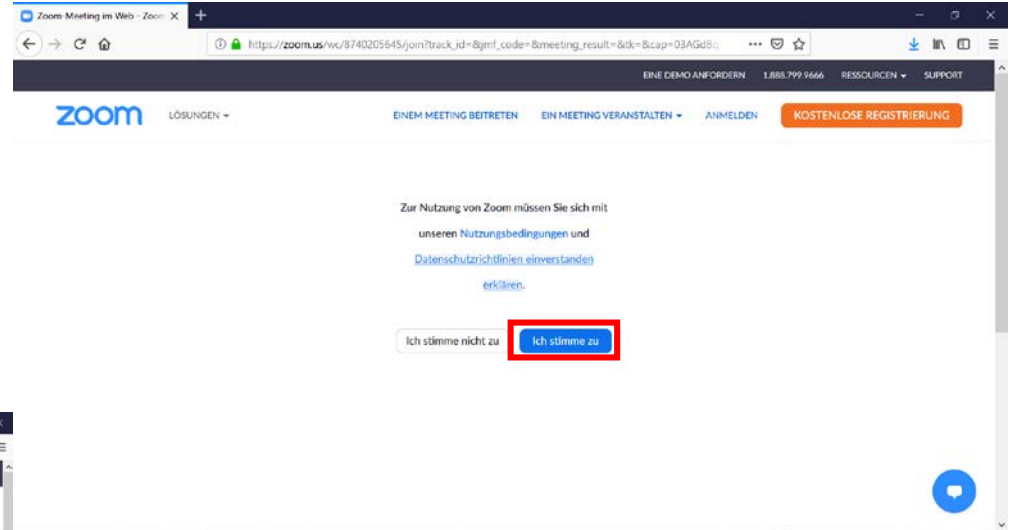 Zoom-Meeting im Web - Zoom
https://zoom.us/wc/8740205645/join?track_id=&jmf_code=&meeting_result=&tk=&cap=03AGdBq
EINE DEMO ANFORDERN 1.888.799.9666 RESSOURCEN SUPPORT
zoom LÖSUNGEN EINEM MEETING BEITRETEN EIN MEETING VERANSTALTEN ANMELDEN KOSTENLOSE REGISTRIERUNG
Zur Nutzung von Zoom müssen Sie sich mit
unseren Nutzungsbedingungen und
Datenschutzrichtlinien einverstanden
erklären.
Ich stimme nicht zu Ich stimme zu